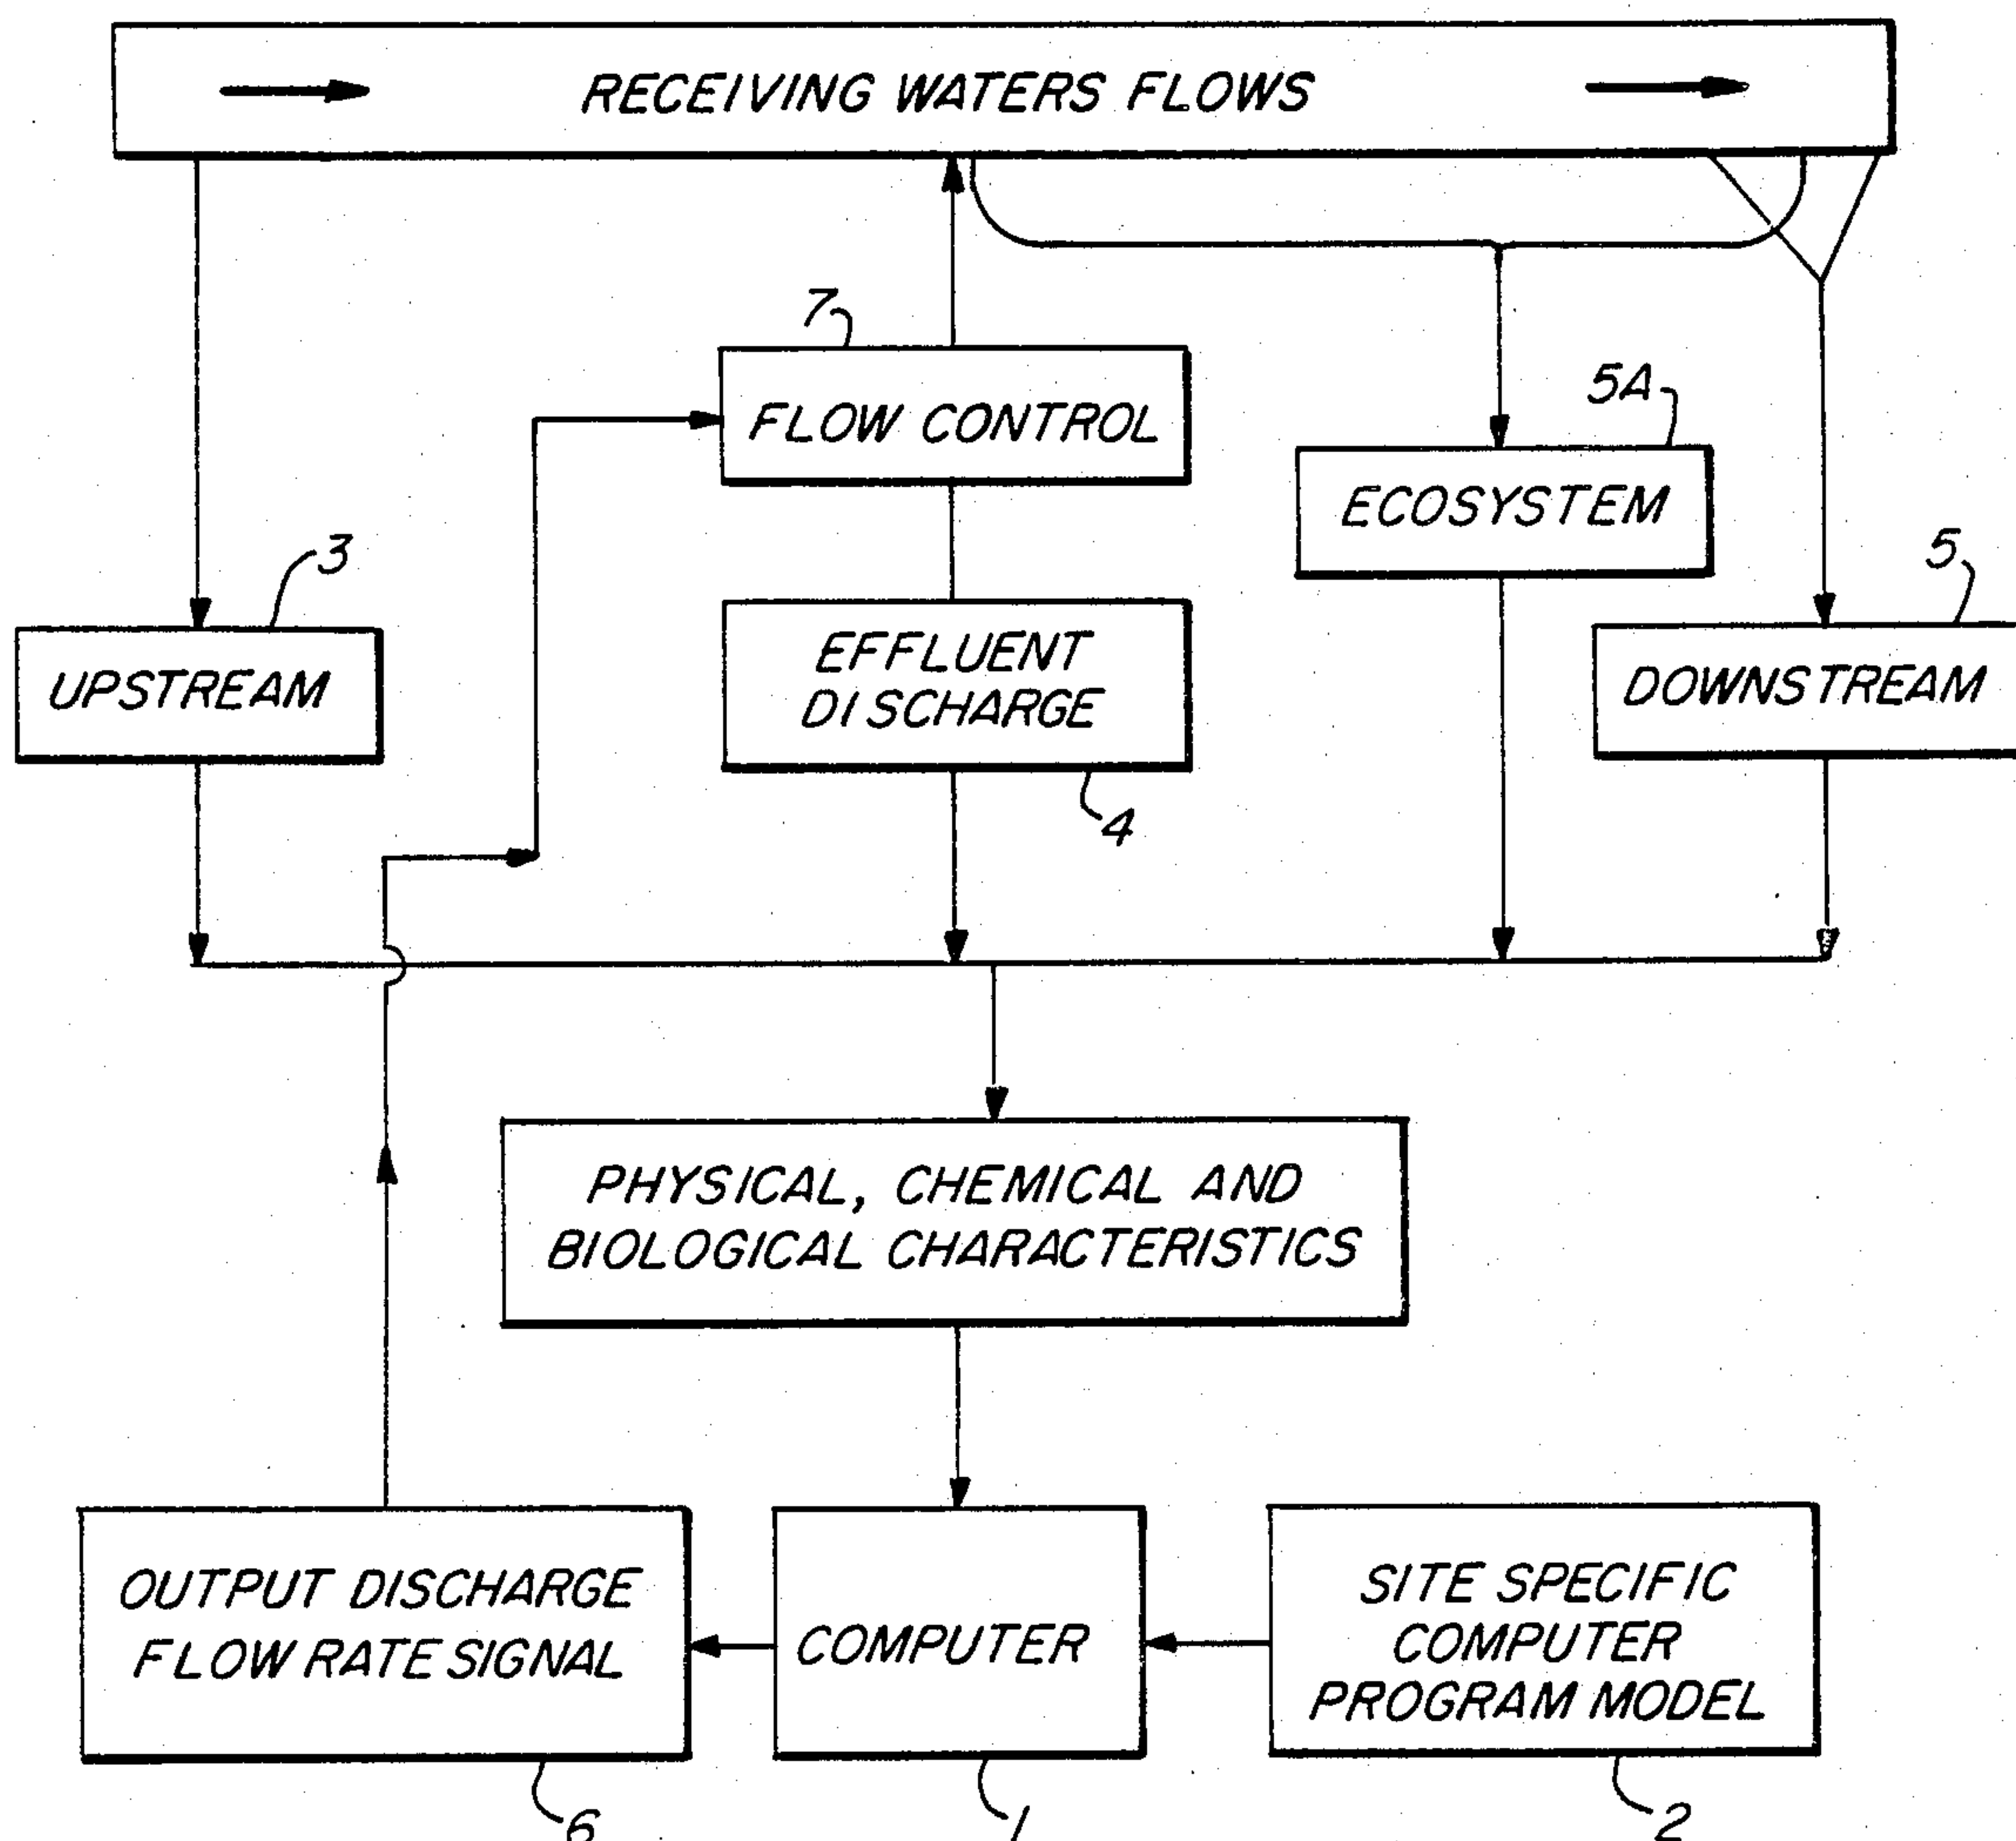 RECEIVING WATERS FLOWS
7
FLOW CONTROL
5A
ECOSYSTEM
3
UPSTREAM
EFFLUENT
DISCHARGE
4
5
DOWNSTREAM
PHYSICAL, CHEMICAL AND
BIOLOGICAL CHARACTERISTICS
OUTPUT DISCHARGE
FLOW RATE SIGNAL
6
COMPUTER
1
SITE SPECIFIC
COMPUTER
PROGRAM MODEL
2